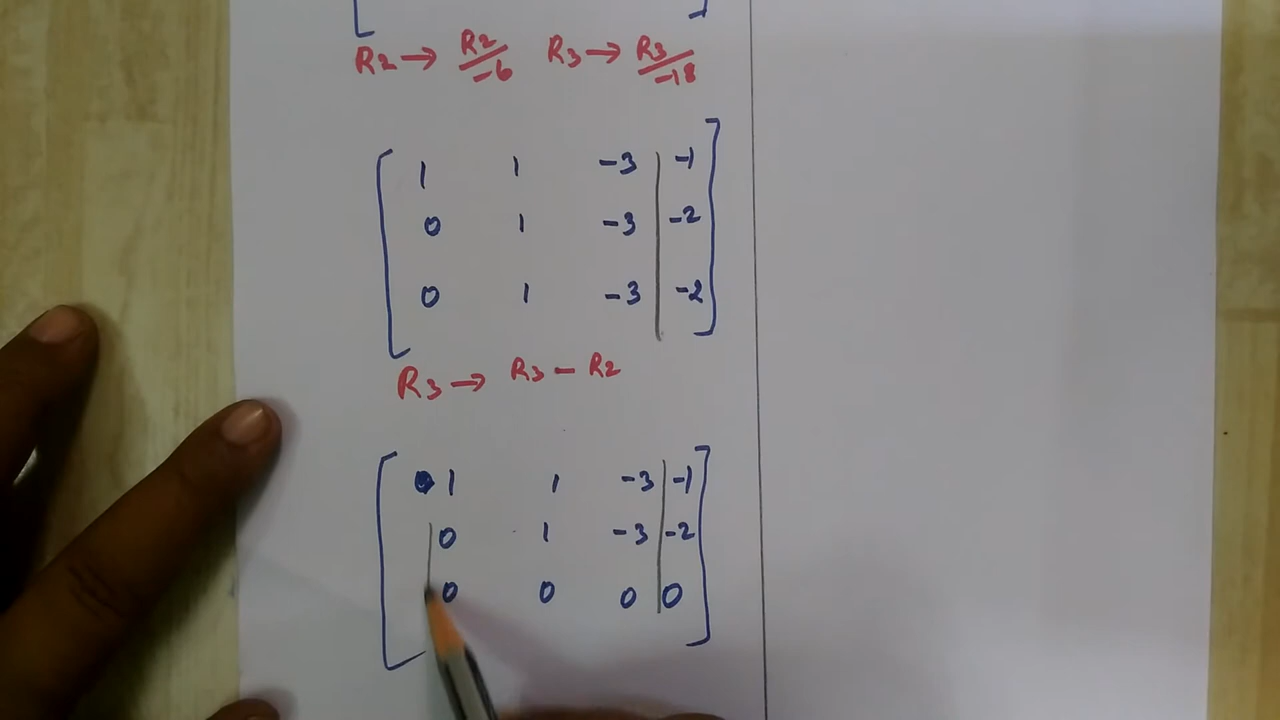 R2 → R2/-6 R3 → R3/-18
1 1 -3 -1
0 1 -3 -2
0 1 -3 -2
R3 → R3 - R2
1 1 -3 -1
0 1 -3 -2
0 0 0 0